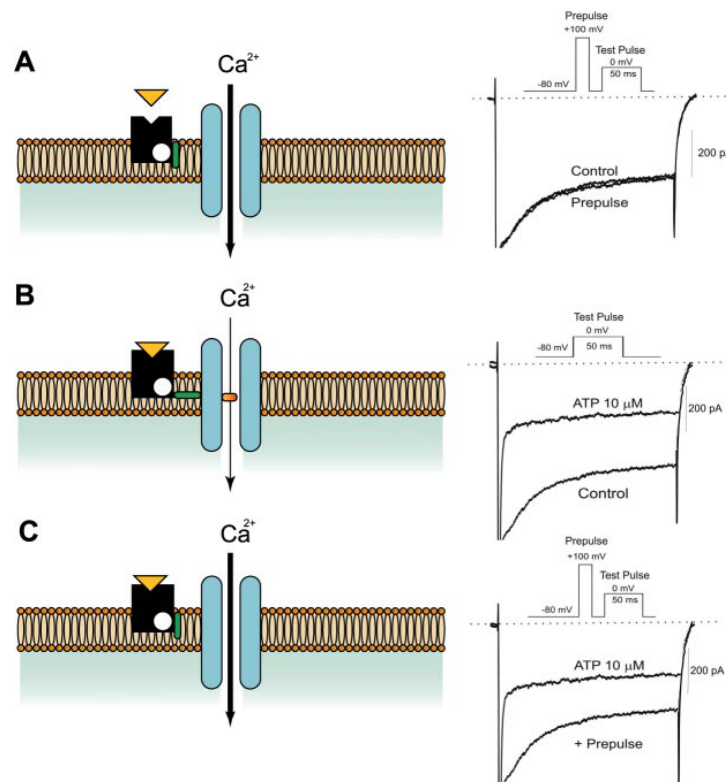 A
Ca2+
Prepulse
+100 mV
Test Pulse
0 mV
-80 mV
50 ms
200 p
Control
Prepulse
B
Ca2+
Test Pulse
0 mV
-80 mV
50 ms
ATP 10 µM
200 pA
Control
C
Ca2+
Prepulse
+100 mV
Test Pulse
0 mV
-80 mV
50 ms
ATP 10 µM
200 pA
+ Prepulse